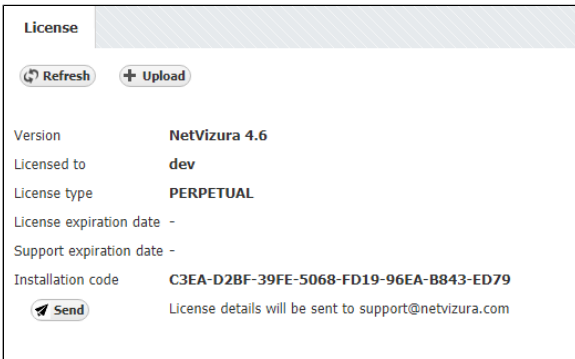 License
Refresh Upload
Version NetVizura 4.6
Licensed to dev
License type PERPETUAL
License expiration date -
Support expiration date -
Installation code C3EA-D2BF-39FE-5068-FD19-96EA-B843-ED79
Send License details will be sent to support@netvizura.com